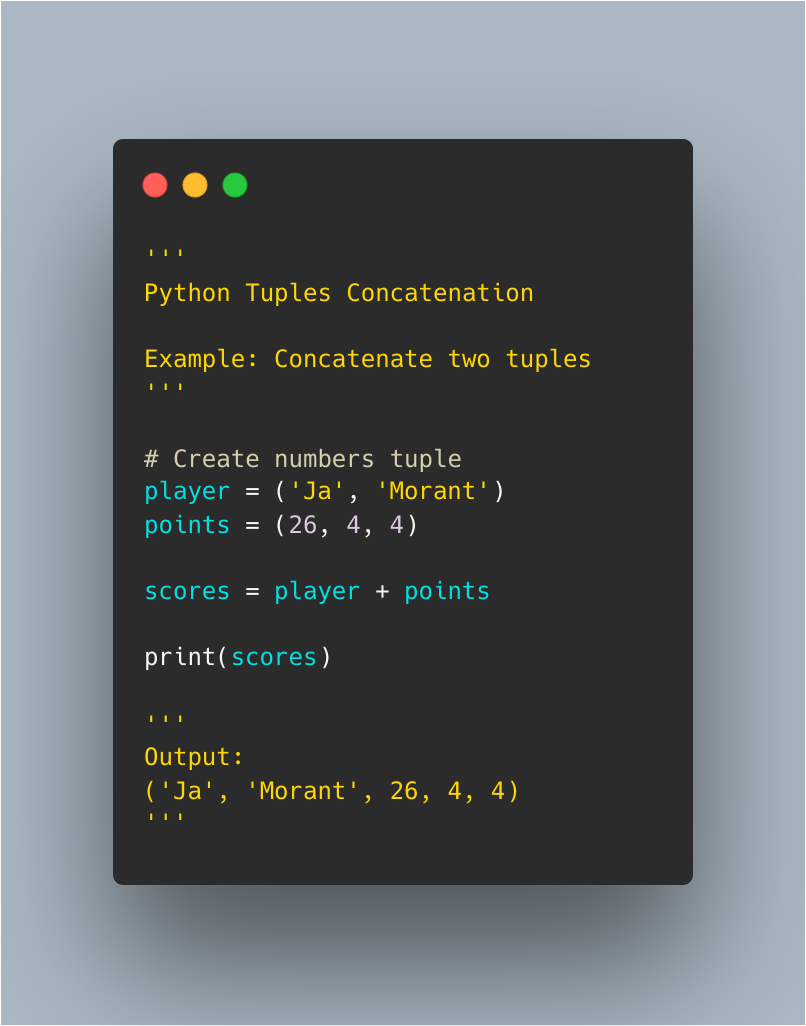 '''
Python Tuples Concatenation
Example: Concatenate two tuples
'''
# Create numbers tuple
player = ('Ja', 'Morant')
points = (26, 4, 4)
scores = player + points
print(scores)
'''
Output:
('Ja', 'Morant', 26, 4, 4)
'''